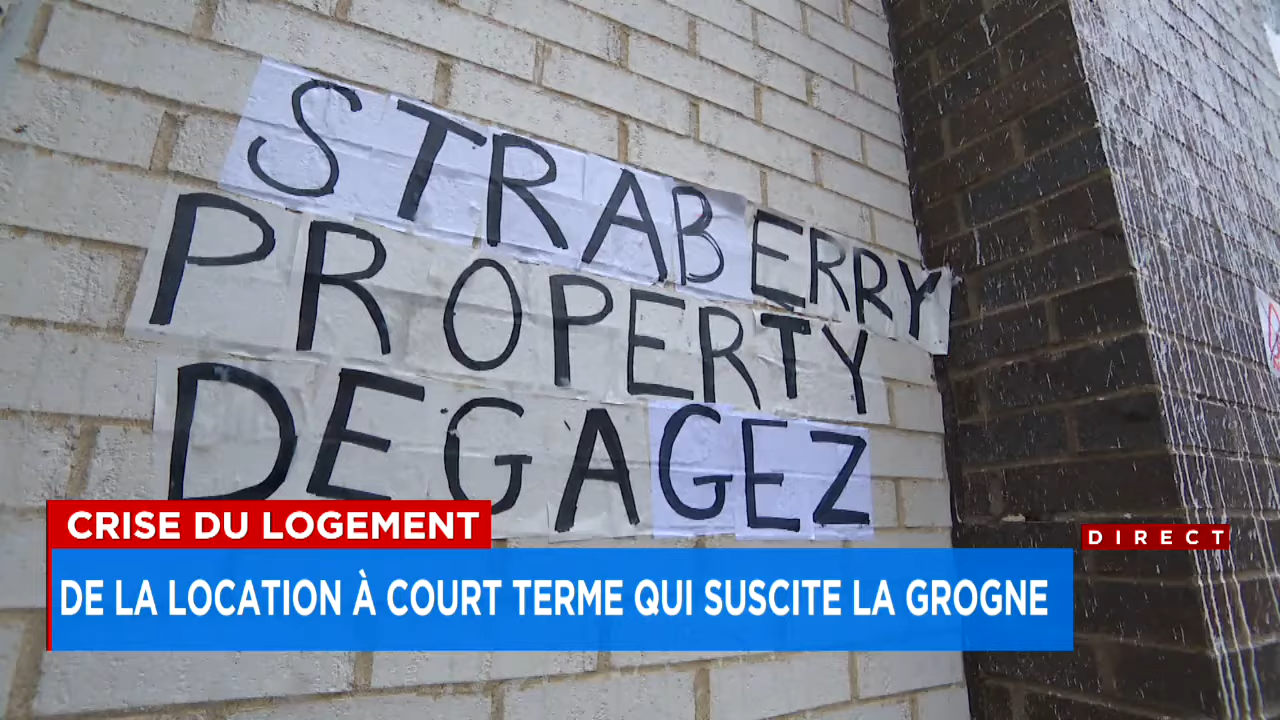 STRABERRY
PROPERTY
DEGAGEZ
CRISE DU LOGEMENT
DIRECT
DE LA LOCATION À COURT TERME QUI SUSCITE LA GROGNE